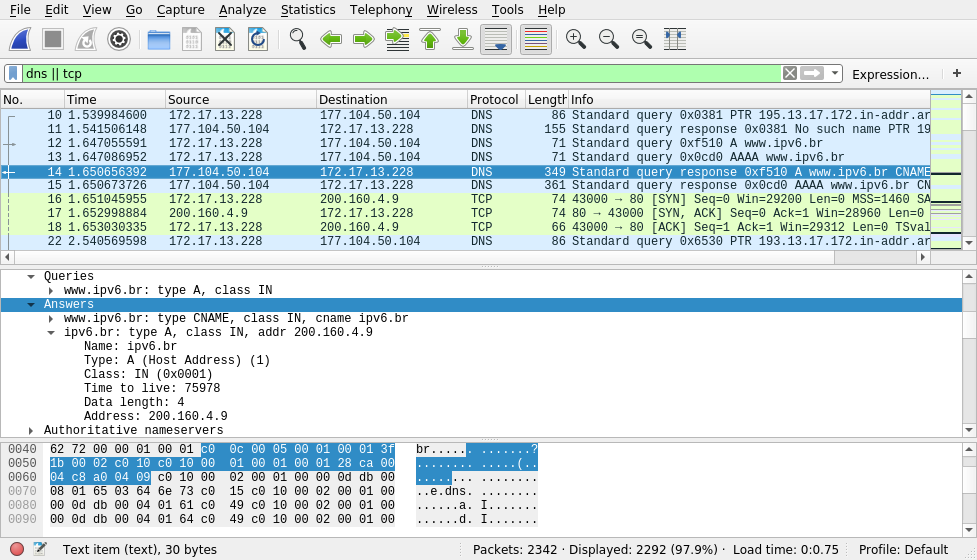 File Edit View Go Capture Analyze Statistics Telephony Wireless Tools Help
dns || tcp Expression… +
No. Time Source Destination Protocol Length Info
10 1.539984600 172.17.13.228 177.104.50.104 DNS 86 Standard query 0x0381 PTR 195.13.17.172.in-addr.ar
11 1.541506148 177.104.50.104 172.17.13.228 DNS 155 Standard query response 0x0381 No such name PTR 19
12 1.647055591 172.17.13.228 177.104.50.104 DNS 71 Standard query 0xf510 A www.ipv6.br
13 1.647086952 172.17.13.228 177.104.50.104 DNS 71 Standard query 0x0cd0 AAAA www.ipv6.br
14 1.650656392 177.104.50.104 172.17.13.228 DNS 349 Standard query response 0xf510 A www.ipv6.br CNAME
15 1.650673726 177.104.50.104 172.17.13.228 DNS 361 Standard query response 0x0cd0 AAAA www.ipv6.br CN
16 1.651045955 172.17.13.228 200.160.4.9 TCP 74 43000 → 80 [SYN] Seq=0 Win=29200 Len=0 MSS=1460 SA
17 1.652998884 200.160.4.9 172.17.13.228 TCP 74 80 → 43000 [SYN, ACK] Seq=0 Ack=1 Win=28960 Len=0
18 1.653030335 172.17.13.228 200.160.4.9 TCP 66 43000 → 80 [ACK] Seq=1 Ack=1 Win=29312 Len=0 TSval
22 2.540569598 172.17.13.228 177.104.50.104 DNS 86 Standard query 0x6530 PTR 193.13.17.172.in-addr.ar
Queries
www.ipv6.br: type A, class IN
Answers
www.ipv6.br: type CNAME, class IN, cname ipv6.br
ipv6.br: type A, class IN, addr 200.160.4.9
Name: ipv6.br
Type: A (Host Address) (1)
Class: IN (0x0001)
Time to live: 75978
Data length: 4
Address: 200.160.4.9
Authoritative nameservers
0040 62 72 00 00 01 00 01 c0 0c 00 05 00 01 00 01 3f br...... .......?
0050 1b 00 02 c0 10 c0 10 00 01 00 01 00 01 28 ca 00 ........ .....(..
0060 04 c8 a0 04 09 c0 10 00 02 00 01 00 00 0d db 00 ........ ........
0070 08 01 65 03 64 6e 73 c0 15 c0 10 00 02 00 01 00 ..e.dns. ........
0080 00 0d db 00 04 01 61 c0 49 c0 10 00 02 00 01 00 ......a. I.......
0090 00 0d db 00 04 01 64 c0 49 c0 10 00 02 00 01 00 ......d. I.......
Text item (text), 30 bytes Packets: 2342 · Displayed: 2292 (97.9%) · Load time: 0:0.75 Profile: Default